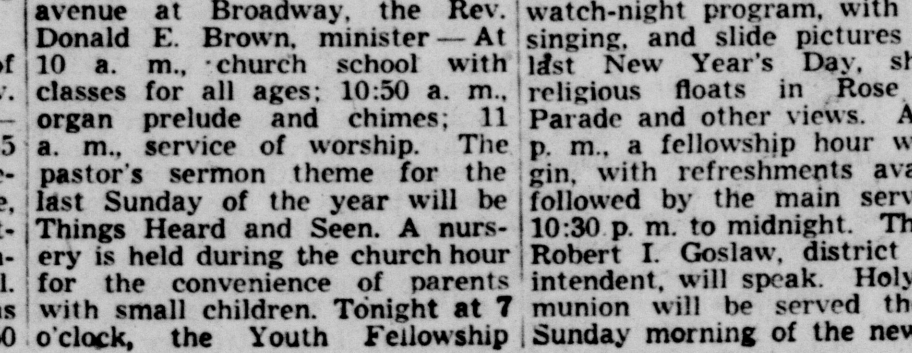 avenue at Broadway, the Rev.
Donald E. Brown, minister — At
10 a. m., church school with
classes for all ages; 10:50 a. m.,
organ prelude and chimes; 11
a. m., service of worship. The
pastor's sermon theme for the
last Sunday of the year will be
Things Heard and Seen. A nurs-
ery is held during the church hour
for the convenience of parents
with small children. Tonight at 7
o'clock, the Youth Fellowship
watch-night program, with
singing, and slide pictures
last New Year's Day, sh
religious floats in Rose
Parade and other views. A
p. m., a fellowship hour w
gin, with refreshments ava
followed by the main serv
10:30 p. m. to midnight. Th
Robert I. Goslaw, district
intendent, will speak. Holy
munion will be served th
Sunday morning of the new